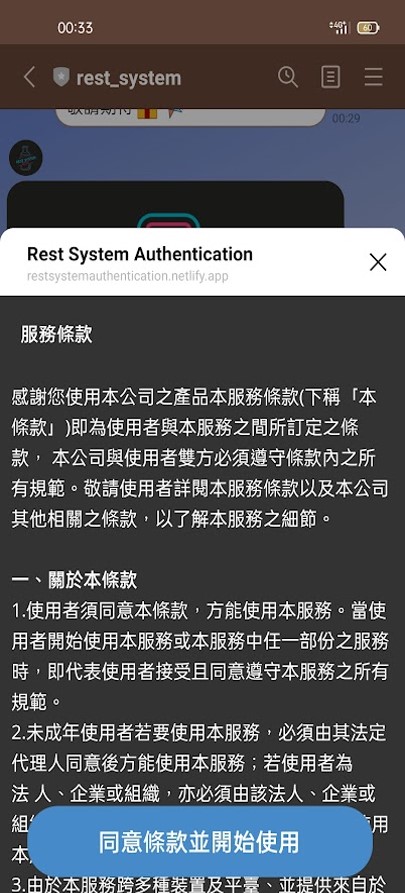 00:33
4G+
60
rest_system
敬請期待
00:29
Rest System Authentication
restsystemauthentication.netlify.app
服務條款
感謝您使用本公司之產品本服務條款(下稱「本
條款」)即為使用者與本服務之間所訂定之條
款， 本公司與使用者雙方必須遵守條款內之所
有規範。敬請使用者詳閱本服務條款以及本公司
其他相關之條款，以了解本服務之細節。
一、關於本條款
1.使用者須同意本條款，方能使用本服務。當使
用者開始使用本服務或本服務中任一部份之服務
時，即代表使用者接受且同意遵守本服務之所有
規範。
2.未成年使用者若要使用本服務，必須由其法定
代理人同意後方能使用本服務；若使用者為
法 人、企業或組織，亦必須由該法人、企業或
組
用
本
同意條款並開始使用
3.由於本服務跨多種裝置及平臺、並提供來自於